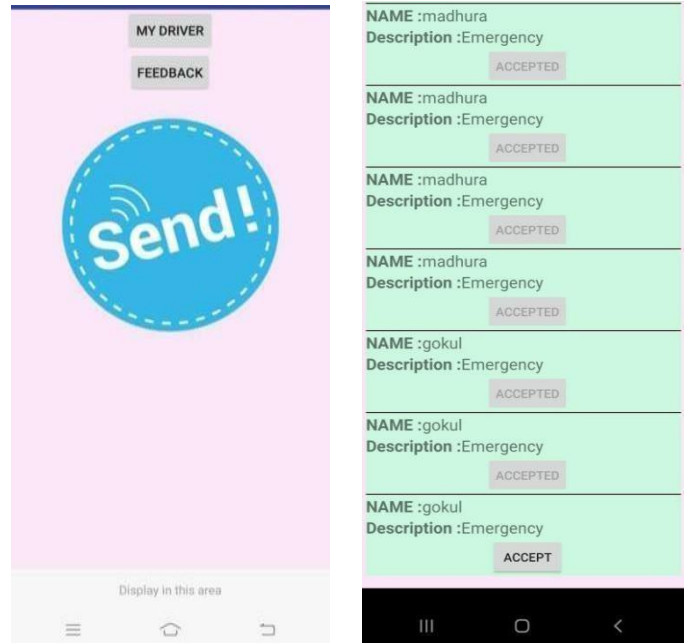 MY DRIVER
FEEDBACK
Send!
Display in this area
NAME :madhura
Description :Emergency
ACCEPTED
NAME :madhura
Description :Emergency
ACCEPTED
NAME :madhura
Description :Emergency
ACCEPTED
NAME :madhura
Description :Emergency
ACCEPTED
NAME :gokul
Description :Emergency
ACCEPTED
NAME :gokul
Description :Emergency
ACCEPTED
NAME :gokul
Description :Emergency
ACCEPT